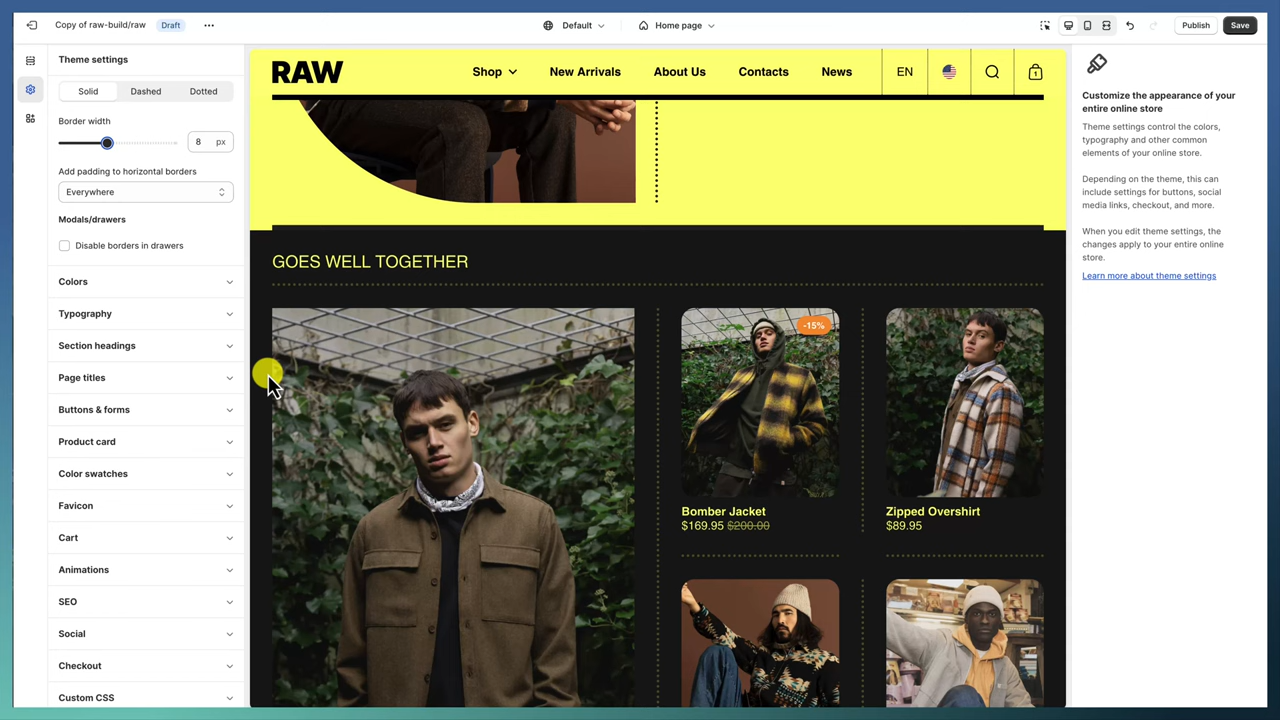 Copy of raw-build/raw
Draft
Default
Home page
Publish
Save
Theme settings
Solid
Dashed
Dotted
Border width
8 px
Add padding to horizontal borders
Everywhere
Modals/drawers
Disable borders in drawers
Colors
Typography
Section headings
Page titles
Buttons & forms
Product card
Color swatches
Favicon
Cart
Animations
SEO
Social
Checkout
Custom CSS
RAW
Shop
New Arrivals
About Us
Contacts
News
EN
1
GOES WELL TOGETHER
-15%
Bomber Jacket
$169.95 $200.00
Zipped Overshirt
$89.95
Customize the appearance of your
entire online store
Theme settings control the colors,
typography and other common
elements of your online store.
Depending on the theme, this can
include settings for buttons, social
media links, checkout, and more.
When you edit theme settings, the
changes apply to your entire online
store.
Learn more about theme settings